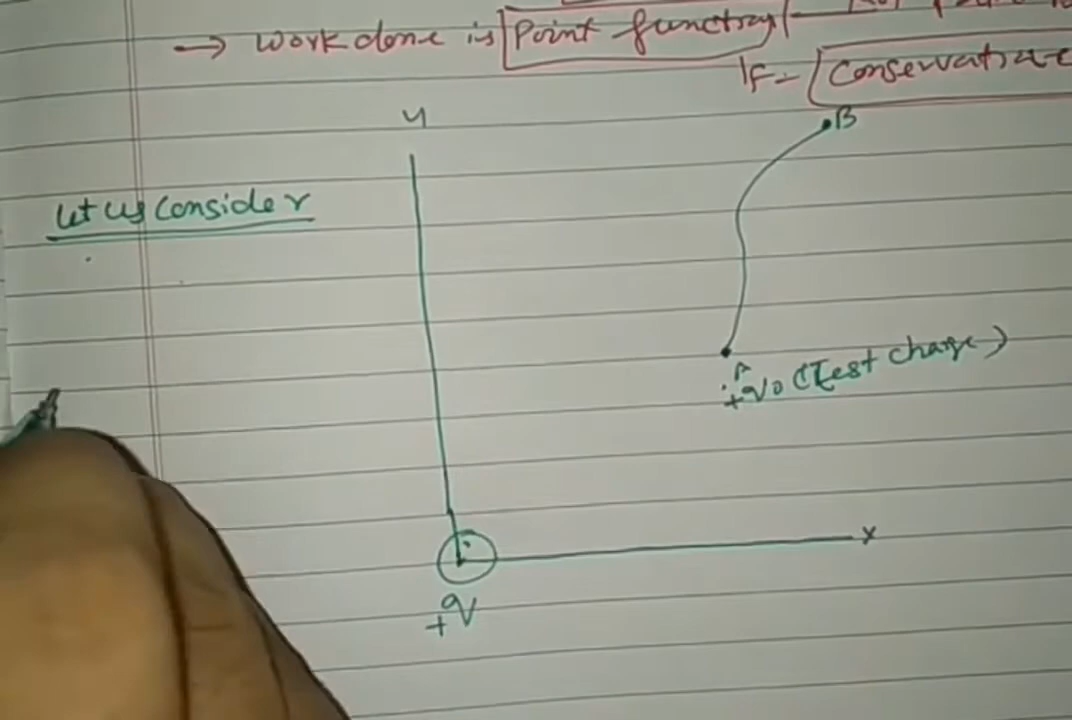 → work done is Point function
IF - Conservative
y
B
Let us Consider
A
+q0 (Test charge)
x
+q